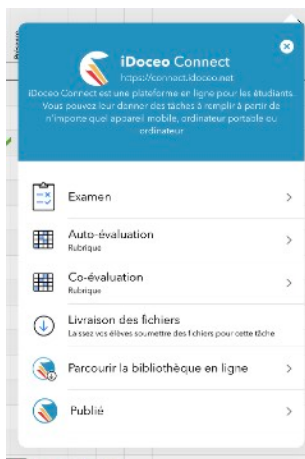 iDoceo Connect
https://connect.idoceo.net
iDoceo Connect est une plateforme en ligne pour les étudiants.
Vous pouvez leur donner des tâches à remplir à partir de
n'importe quel appareil mobile, ordinateur portable ou
ordinateur
Examen
Auto-évaluation
Rubrique
Co-évaluation
Rubrique
Livraison des fichiers
Laissez vos élèves soumettre des fichiers pour cette tâche
Parcourir la bibliothèque en ligne
Publié